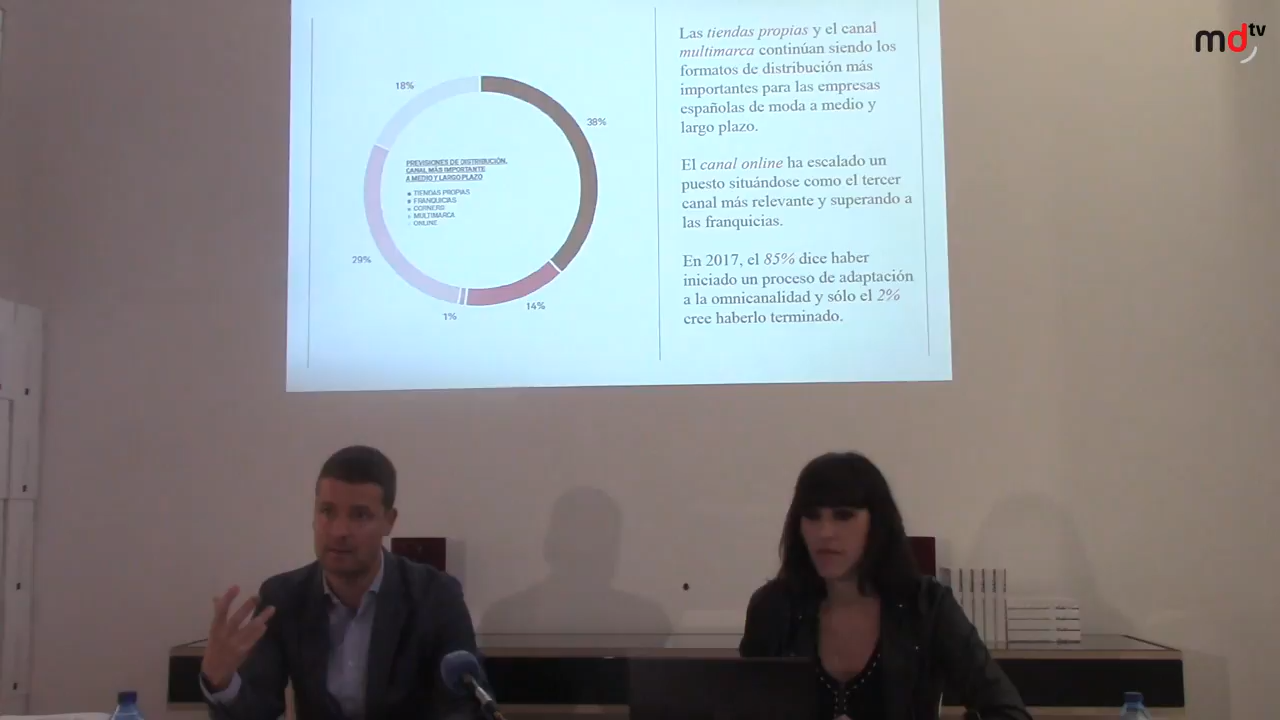 md tv
18%
38%
PREVISIONES DE DISTRIBUCIÓN,
CANAL MÁS IMPORTANTE
A MEDIO Y LARGO PLAZO
TIENDAS PROPIAS
FRANQUICIAS
CORNERS
MULTIMARCA
ONLINE
29%
1%
14%
Las tiendas propias y el canal
multimarca continúan siendo los
formatos de distribución más
importantes para las empresas
españolas de moda a medio y
largo plazo.
El canal online ha escalado un
puesto situándose como el tercer
canal más relevante y superando a
las franquicias.
En 2017, el 85% dice haber
iniciado un proceso de adaptación
a la omnicanalidad y sólo el 2%
cree haberlo terminado.